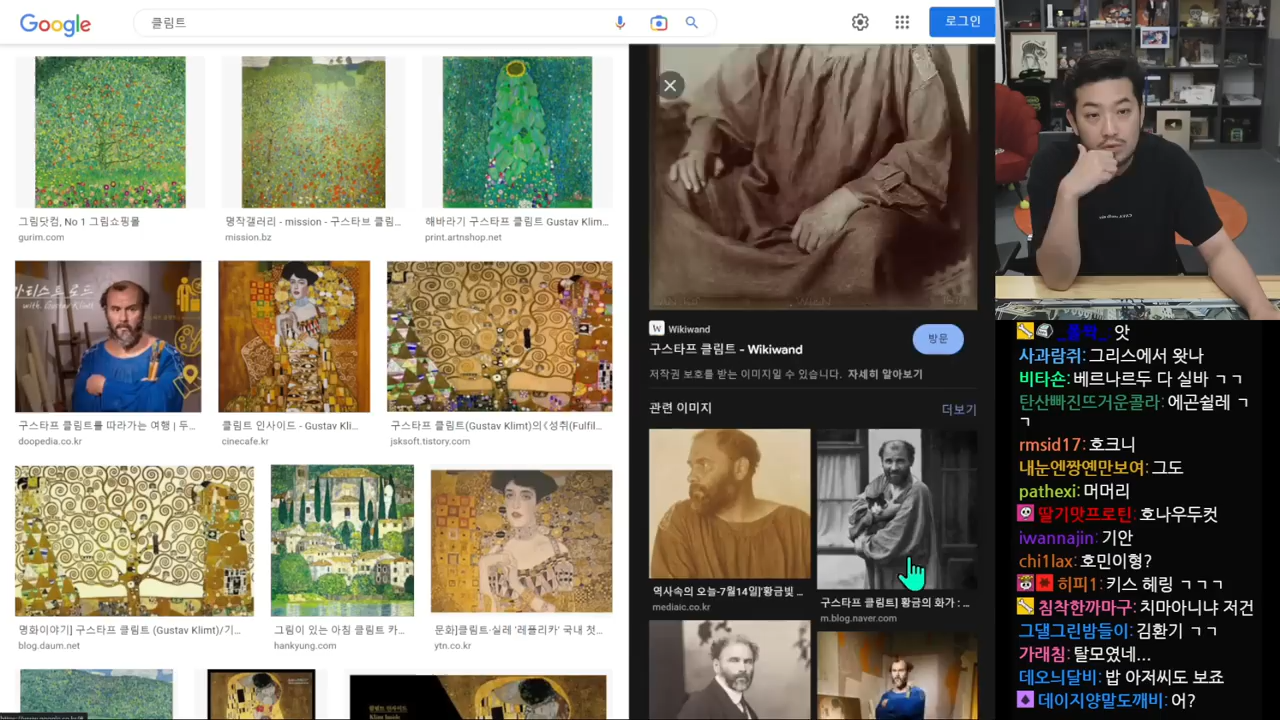 Google
클림트
로그인
그림닷컴, No 1 그림쇼핑몰
gurim.com
명작갤러리 - mission - 구스타브 클림...
mission.bz
해바라기 구스타프 클림트 Gustav Klim...
print.artnshop.net
아티스트로드
with. Gustav Klimt
구스타프 클림트를 따라가는 여행 | 두...
doopedia.co.kr
클림트 인사이드 - Gustav Kli...
cinecafe.kr
구스타프 클림트(Gustav Klimt)의《성취(Fulfil...
jsksoft.tistory.com
명화이야기] 구스타프 클림트 (Gustav Klimt)/기...
blog.daum.net
그림이 있는 아침 클림트 카...
hankyung.com
문화]클림트·실레 '레플리카' 국내 첫...
ytn.co.kr
W Wikiwand
구스타프 클림트 - Wikiwand
방문
저작권 보호를 받는 이미지일 수 있습니다. 자세히 알아보기
관련 이미지
더보기
역사속의 오늘-7월14일]'황금빛 ...
mediaic.co.kr
구스타프 클림트] 황금의 화가 : ...
m.blog.naver.com
앗
사과람쥐: 그리스에서 왓나
비타숀: 베르나르두 다 실바 ㄱㄱ
탄산빠진뜨거운콜라: 에곤쉴레 ㄱ
ㄱ
rmsid17: 호크니
내눈엔짱옌만보여: 그도
pathexi: 머머리
딸기맛프로틴: 호나우두컷
iwannajin: 기안
chi1lax: 호민이형?
히피1: 키스 헤링 ㄱㄱㄱ
침착한까마구: 치마아니냐 저건
그댈그린밤들이: 김환기 ㄱㄱ
가래침: 탈모였네...
데오늬달비: 밥 아저씨도 보죠
데이지양말도깨비: 어?